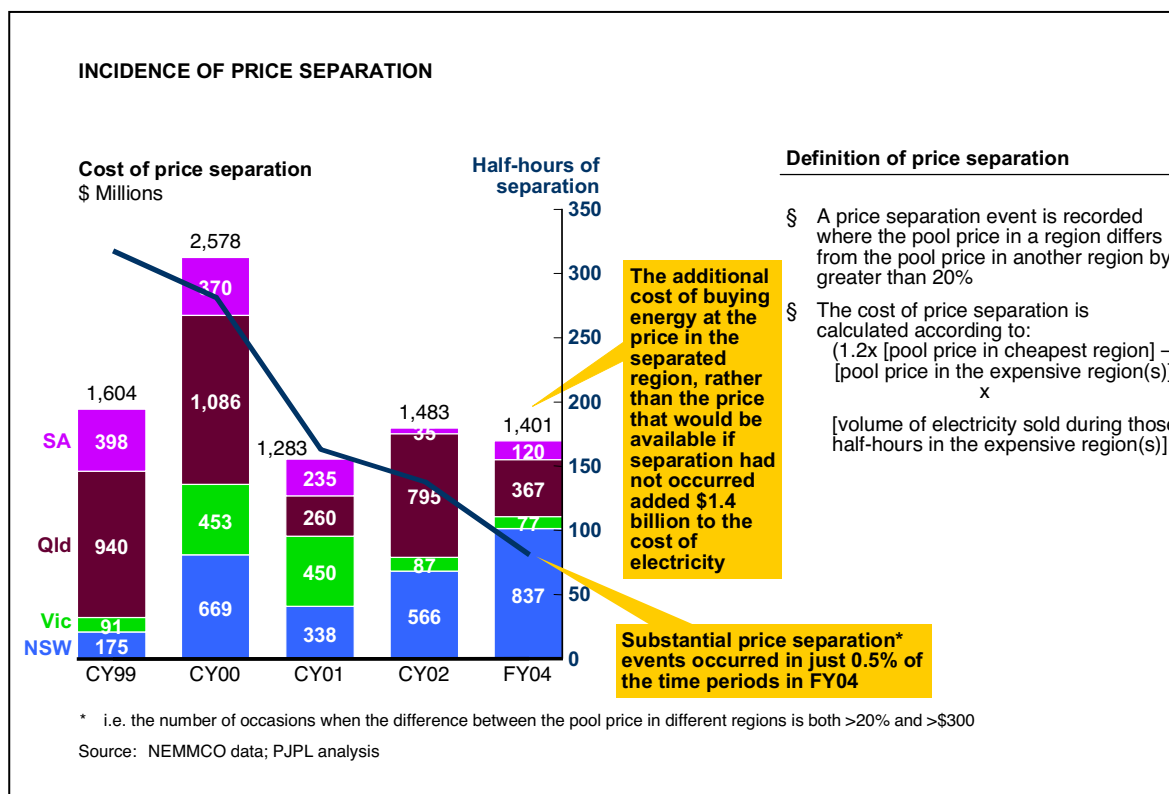 INCIDENCE OF PRICE SEPARATION
Cost of price separation
$ Millions
Half-hours of
separation
350
300
250
200
150
100
50
0
1,604
2,578
1,283
1,483
1,401
SA
Qld
Vic
NSW
398
940
91
175
370
1,086
453
669
235
260
450
338
35
795
87
566
120
367
77
837
CY99
CY00
CY01
CY02
FY04
The additional
cost of buying
energy at the
price in the
separated
region, rather
than the price
that would be
available if
separation had
not occurred
added $1.4
billion to the
cost of
electricity
Substantial price separation*
events occurred in just 0.5% of
the time periods in FY04
Definition of price separation
§ A price separation event is recorded
where the pool price in a region differs
from the pool price in another region by
greater than 20%
§ The cost of price separation is
calculated according to:
(1.2x [pool price in cheapest region] –
[pool price in the expensive region(s)]
x
[volume of electricity sold during those
half-hours in the expensive region(s)]
* i.e. the number of occasions when the difference between the pool price in different regions is both >20% and >$300
Source: NEMMCO data; PJPL analysis